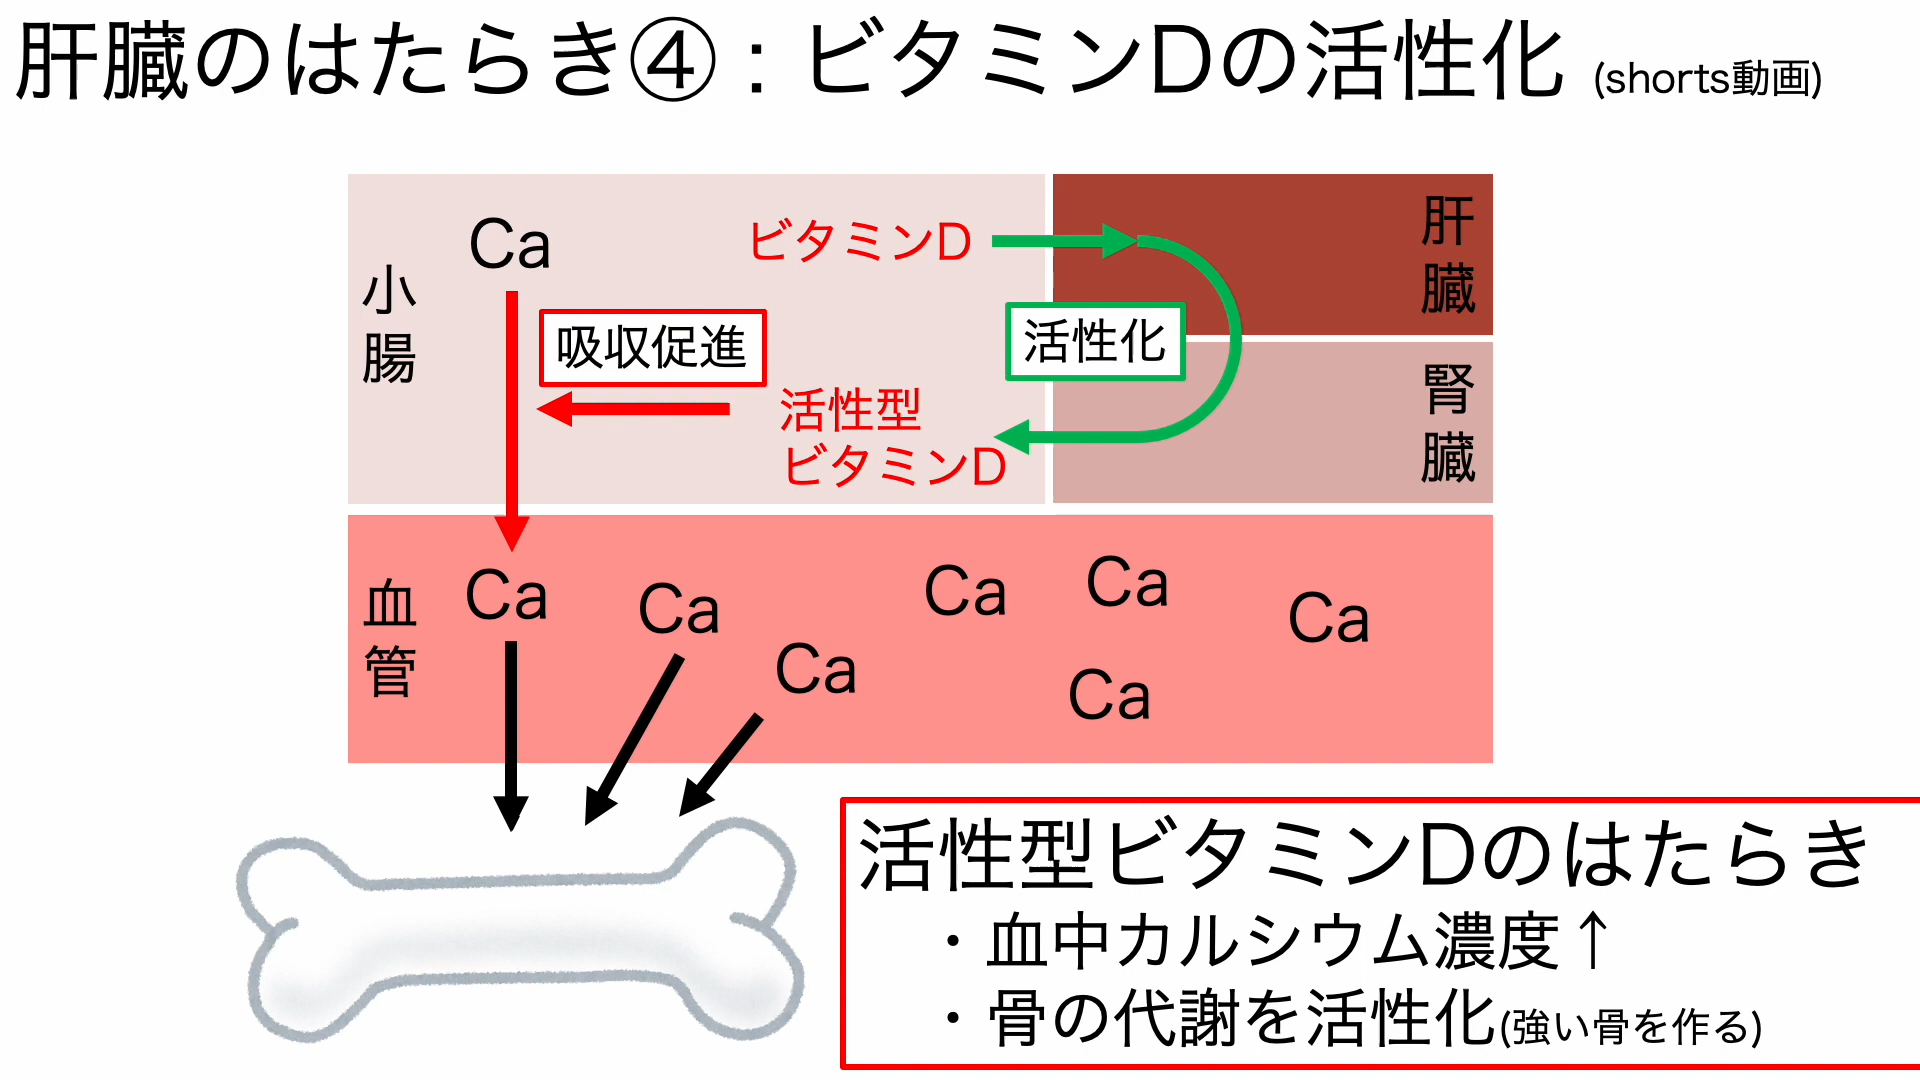 肝臓のはたらき④：ビタミンDの活性化 (shorts動画)
小腸
Ca
ビタミンD
肝臓
吸収促進
活性化
活性型
ビタミンD
腎臓
血管
Ca
Ca
Ca
Ca
Ca
Ca
Ca
活性型ビタミンDのはたらき
・血中カルシウム濃度↑
・骨の代謝を活性化(強い骨を作る)